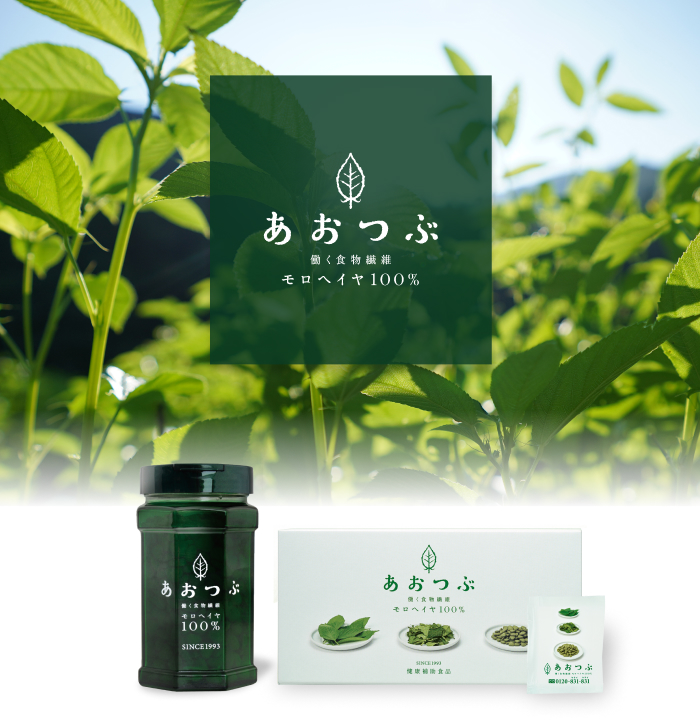 あおつぶ
働く食物繊維
モロヘイヤ100%
あおつぶ
働く食物繊維
モロヘイヤ
100%
SINCE1993
あおつぶ
働く食物繊維
モロヘイヤ100%
SINCE1993
健康補助食品
あおつぶ
0120-831-831